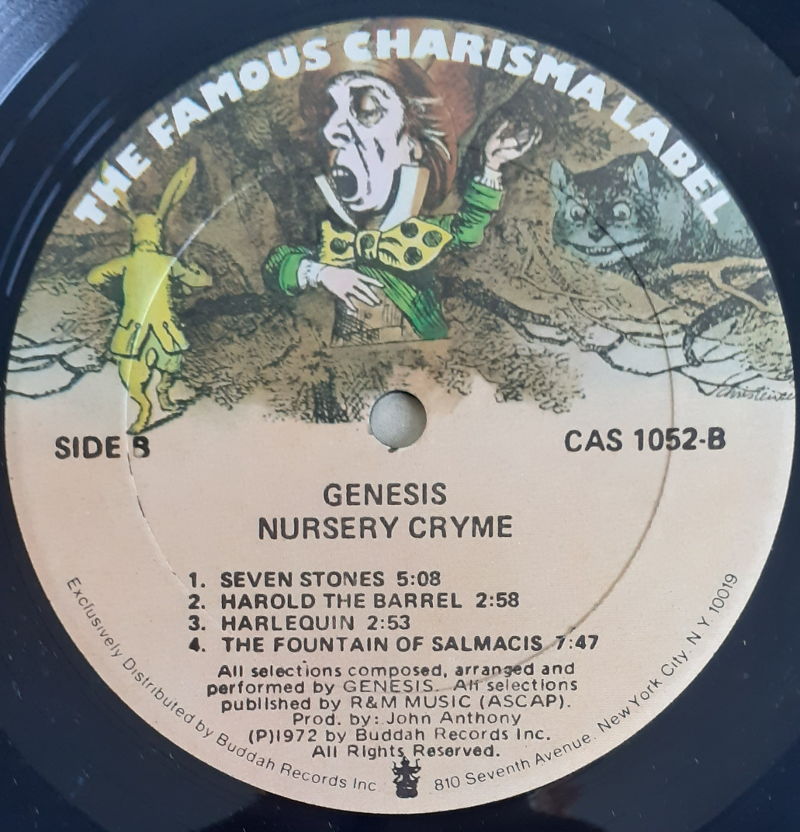 THE FAMOUS CHARISMA LABEL
SIDE B
CAS 1052-B
GENESIS
NURSERY CRYME
1. SEVEN STONES 5:08
2. HAROLD THE BARREL 2:58
3. HARLEQUIN 2:53
4. THE FOUNTAIN OF SALMACIS 7:47
All selections composed, arranged and
performed by GENESIS. All selections
published by R&M MUSIC (ASCAP).
Prod. by: John Anthony
(P)1972 by Buddah Records Inc.
All Rights Reserved.
Exclusively Distributed by Buddah Records Inc. 810 Seventh Avenue. New York City. N Y 10019